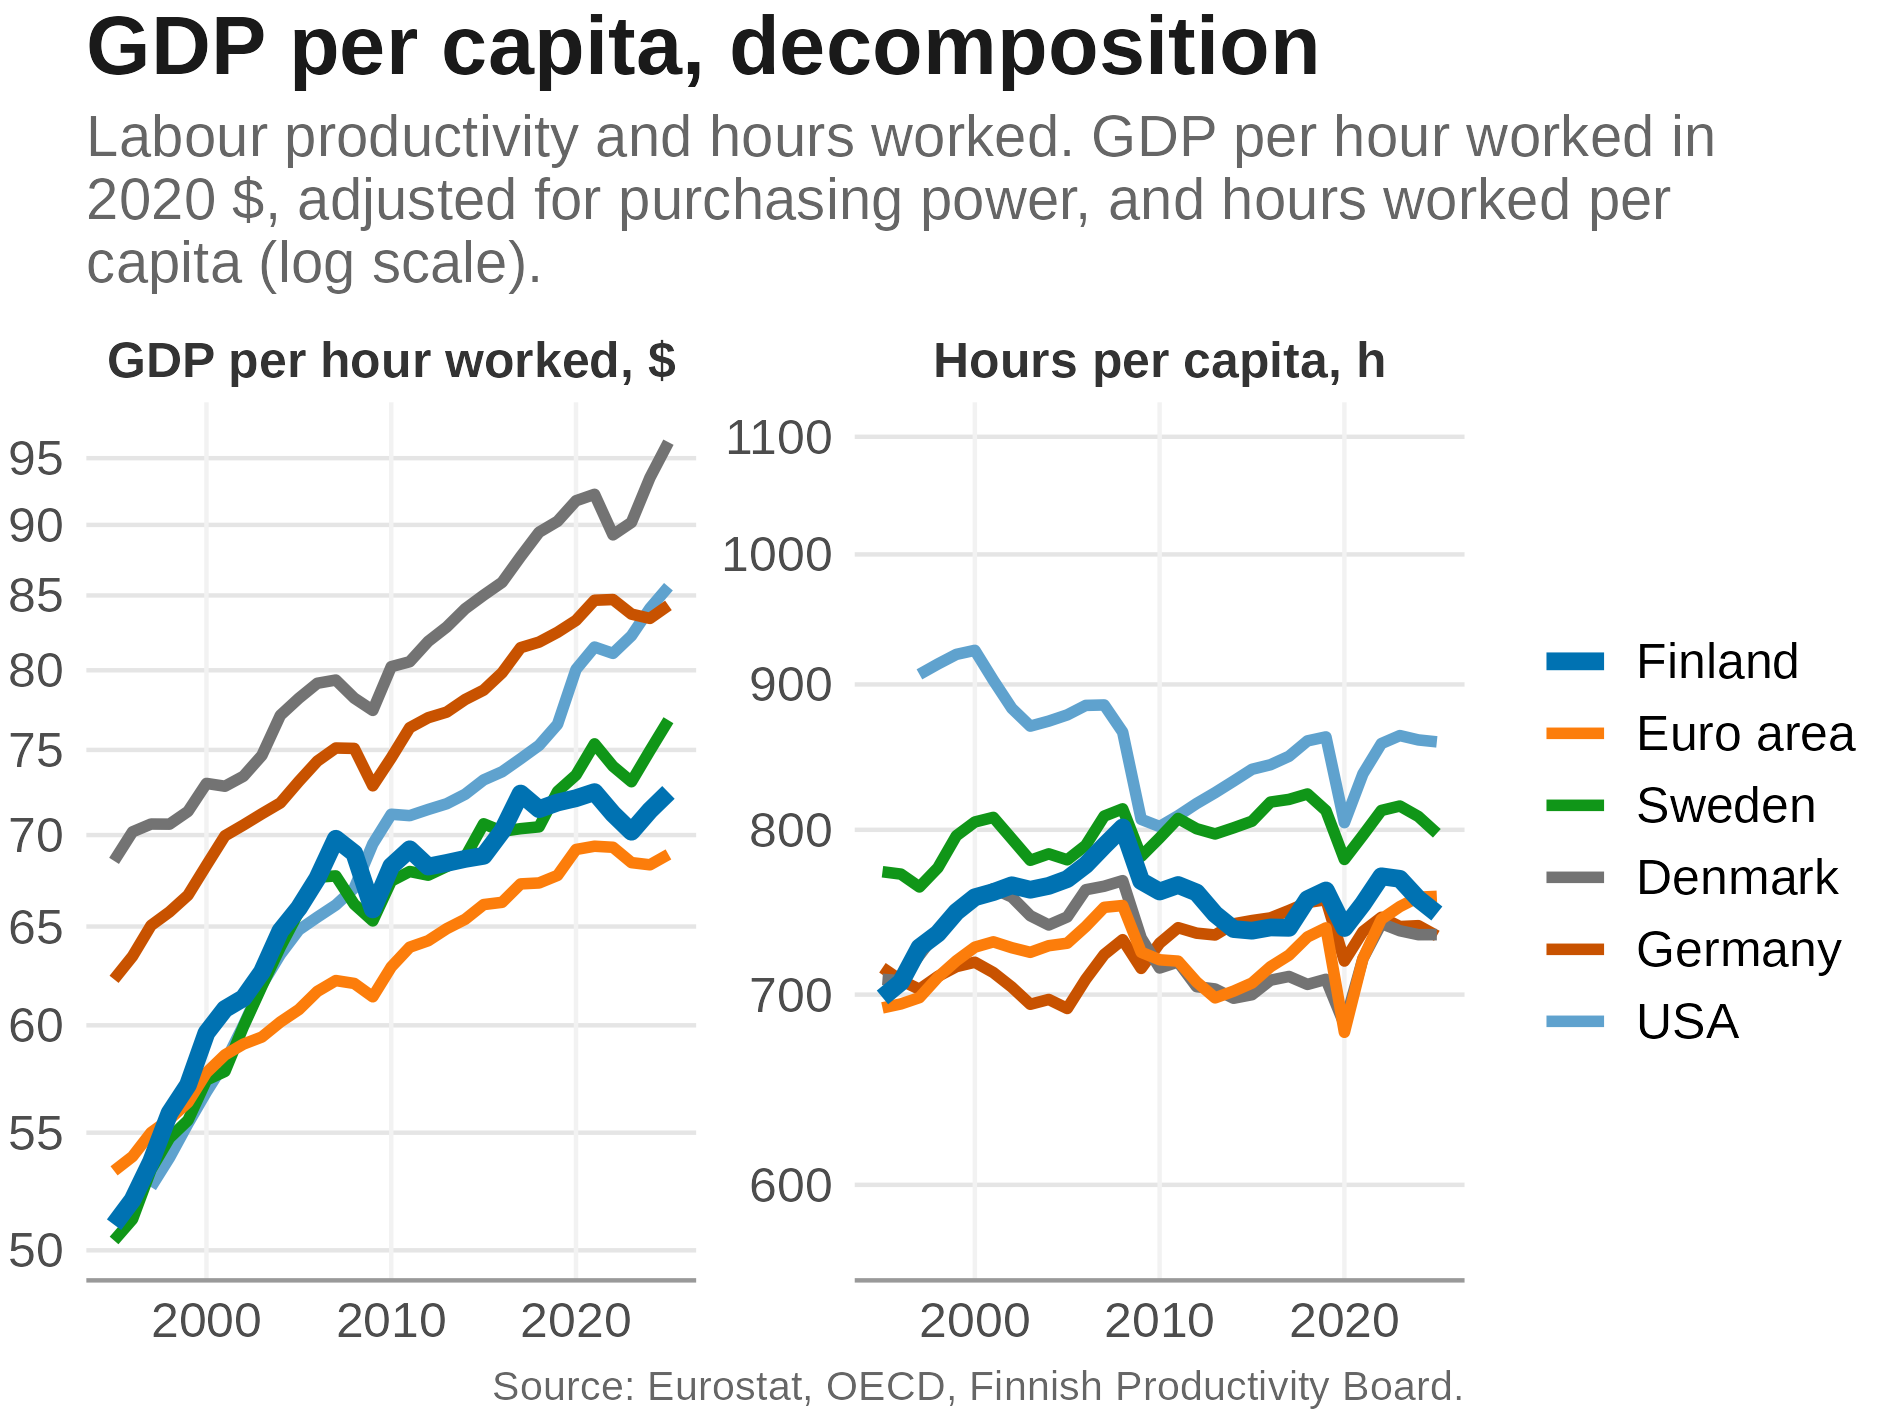 GDP per capita, decomposition
Labour productivity and hours worked. GDP per hour worked in
2020 $, adjusted for purchasing power, and hours worked per
capita (log scale).
GDP per hour worked, $
95
90
85
80
75
70
65
60
55
50
2000 2010 2020
Hours per capita, h
1100
1000
900
800
700
600
2000 2010 2020
Finland
Euro area
Sweden
Denmark
Germany
USA
Source: Eurostat, OECD, Finnish Productivity Board.